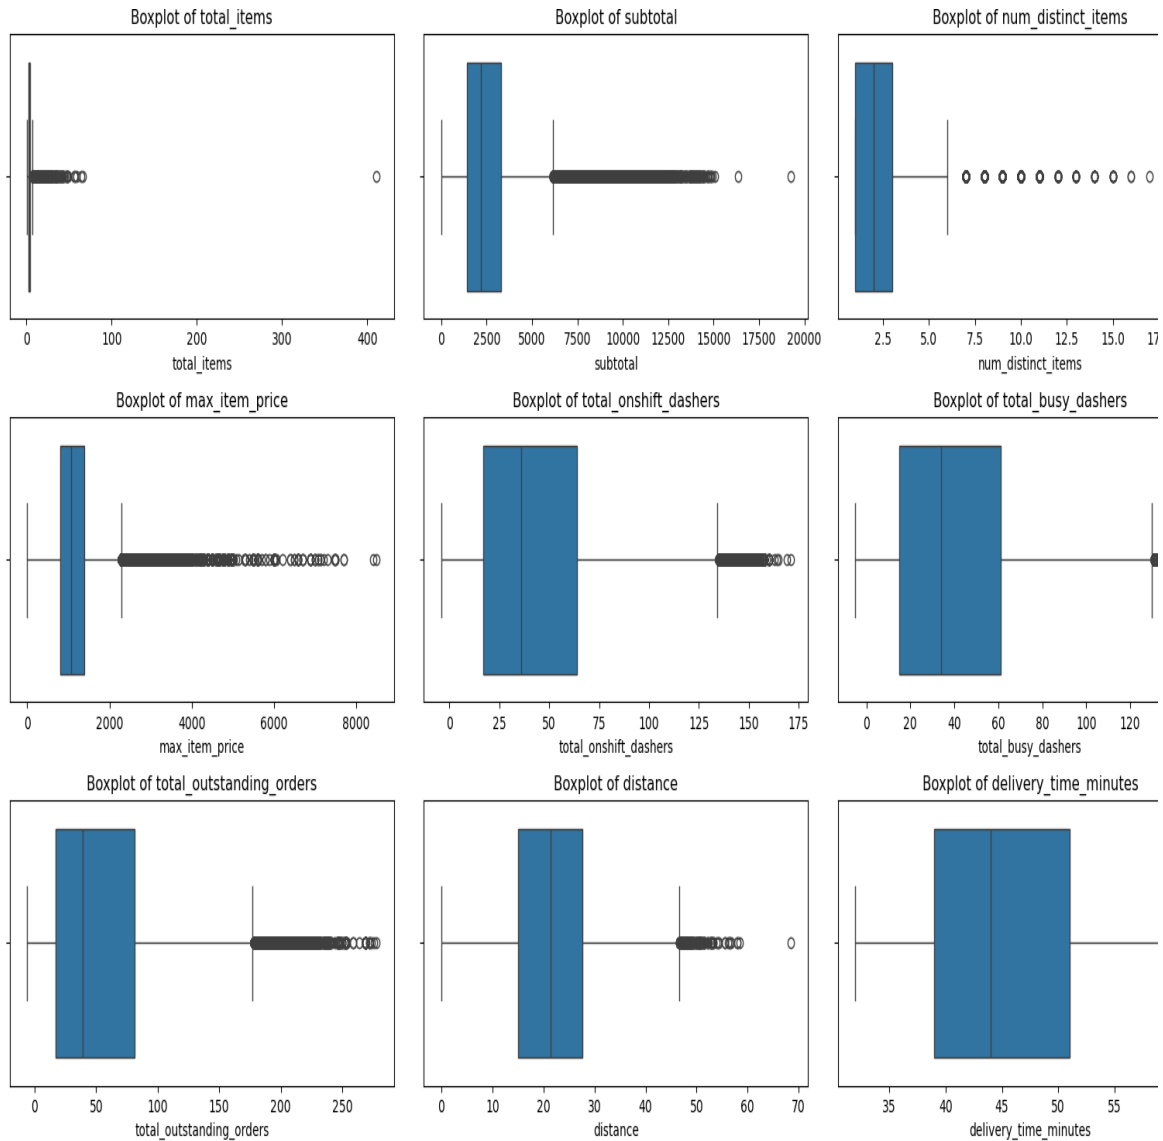 Boxplot of total_items
Boxplot of subtotal
Boxplot of num_distinct_items
0 100 200 300 400
0 2500 5000 7500 10000 12500 15000 17500 20000
2.5 5.0 7.5 10.0 12.5 15.0 17
total_items
subtotal
num_distinct_items
Boxplot of max_item_price
Boxplot of total_onshift_dashers
Boxplot of total_busy_dashers
0 2000 4000 6000 8000
0 25 50 75 100 125 150 175
0 20 40 60 80 100 120
max_item_price
total_onshift_dashers
total_busy_dashers
Boxplot of total_outstanding_orders
Boxplot of distance
Boxplot of delivery_time_minutes
0 50 100 150 200 250
0 10 20 30 40 50 60 70
35 40 45 50 55
total_outstanding_orders
distance
delivery_time_minutes